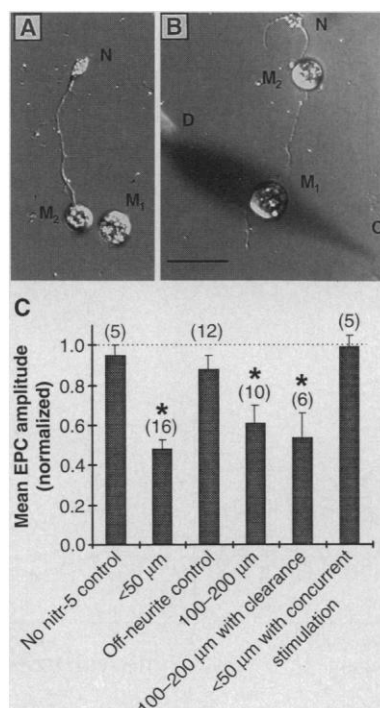 A
N
M₂
M₁
B
N
M₂
D
M₁
C
C
Mean EPC amplitude
(normalized)
1.0
0.8
0.6
0.4
0.2
0.0
(5)
*
(16)
(12)
*
(10)
*
(6)
(5)
No nitr-5 control
<50 µm
Off-neurite control
100–200 µm
100–200 µm with clearance
<50 µm with concurrent
stimulation